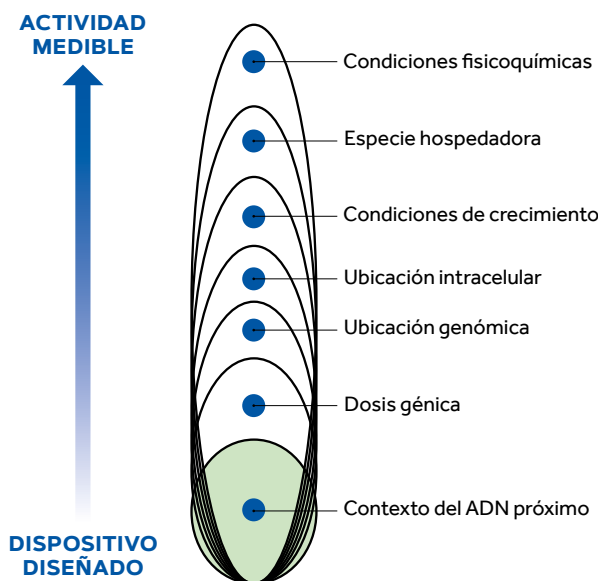 ACTIVIDAD
MEDIBLE
Condiciones fisicoquímicas
Especie hospedadora
Condiciones de crecimiento
Ubicación intracelular
Ubicación genómica
Dosis génica
Contexto del ADN próximo
DISPOSITIVO
DISEÑADO